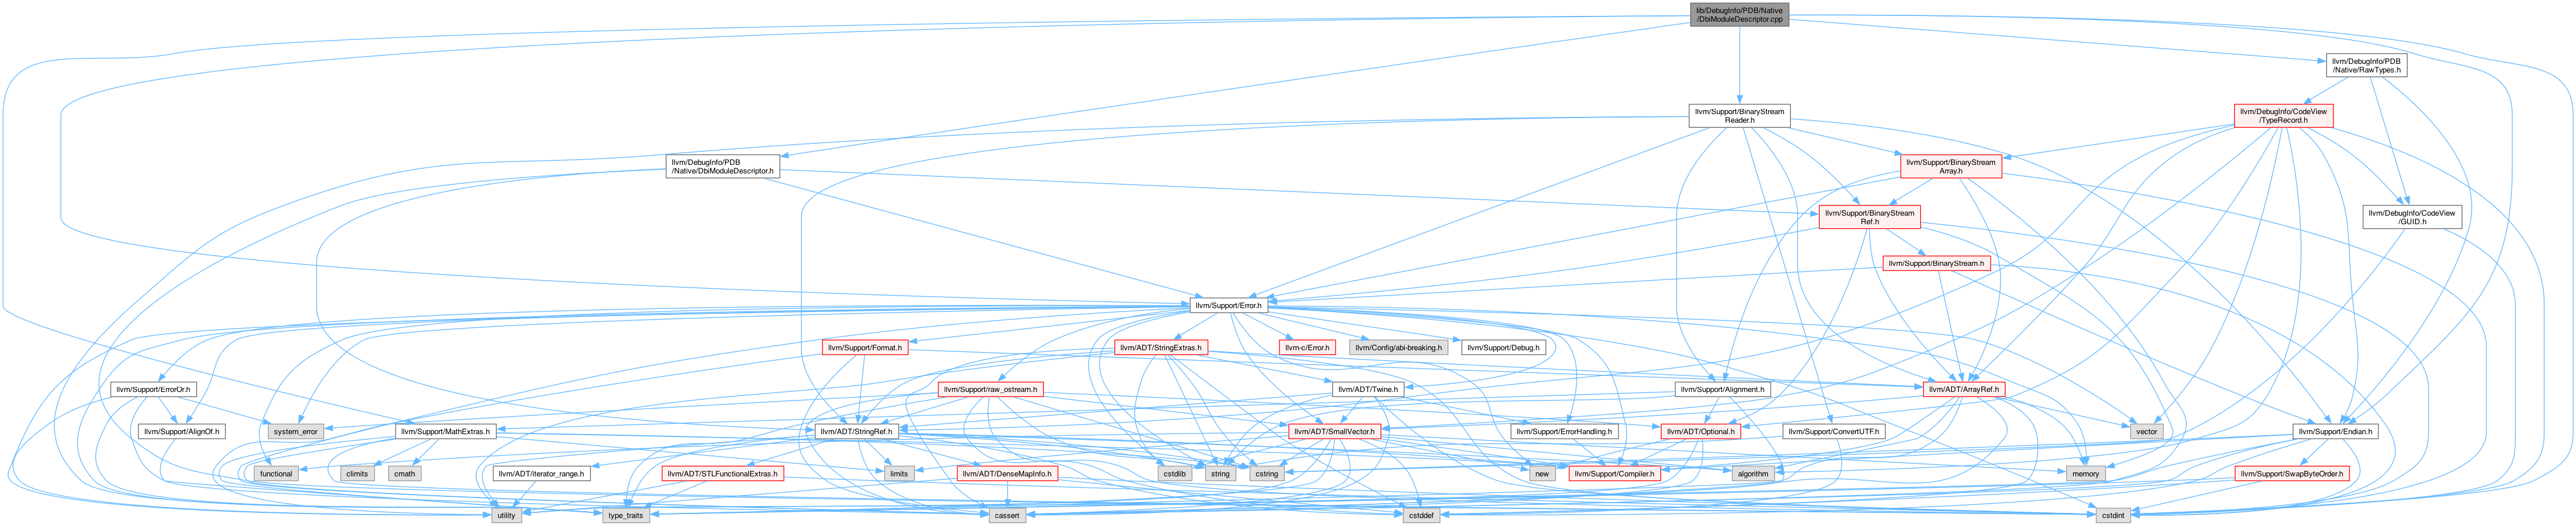 lib/DebugInfo/PDB/Native
/DbiModuleDescriptor.cpp
llvm/DebugInfo/PDB
/Native/RawTypes.h
llvm/Support/BinaryStream
Reader.h
llvm/DebugInfo/CodeView
/TypeRecord.h
llvm/DebugInfo/PDB
/Native/DbiModuleDescriptor.h
llvm/Support/BinaryStream
Array.h
llvm/Support/BinaryStream
Ref.h
llvm/DebugInfo/CodeView
/GUID.h
llvm/Support/BinaryStream.h
llvm/Support/Error.h
llvm/Support/Format.h
llvm/ADT/StringExtras.h
llvm-c/Error.h
llvm/Config/abi-breaking.h
llvm/Support/Debug.h
llvm/Support/ErrorOr.h
llvm/Support/raw_ostream.h
llvm/ADT/Twine.h
llvm/Support/Alignment.h
llvm/ADT/ArrayRef.h
system_error
llvm/Support/AlignOf.h
llvm/Support/MathExtras.h
llvm/ADT/StringRef.h
llvm/ADT/SmallVector.h
llvm/Support/ErrorHandling.h
llvm/ADT/Optional.h
llvm/Support/ConvertUTF.h
vector
llvm/Support/Endian.h
functional
climits
cmath
llvm/ADT/iterator_range.h
llvm/ADT/STLFunctionalExtras.h
limits
llvm/ADT/DenseMapInfo.h
cstdlib
string
cstring
new
llvm/Support/Compiler.h
algorithm
memory
llvm/Support/SwapByteOrder.h
utility
type_traits
cassert
cstddef
cstdint